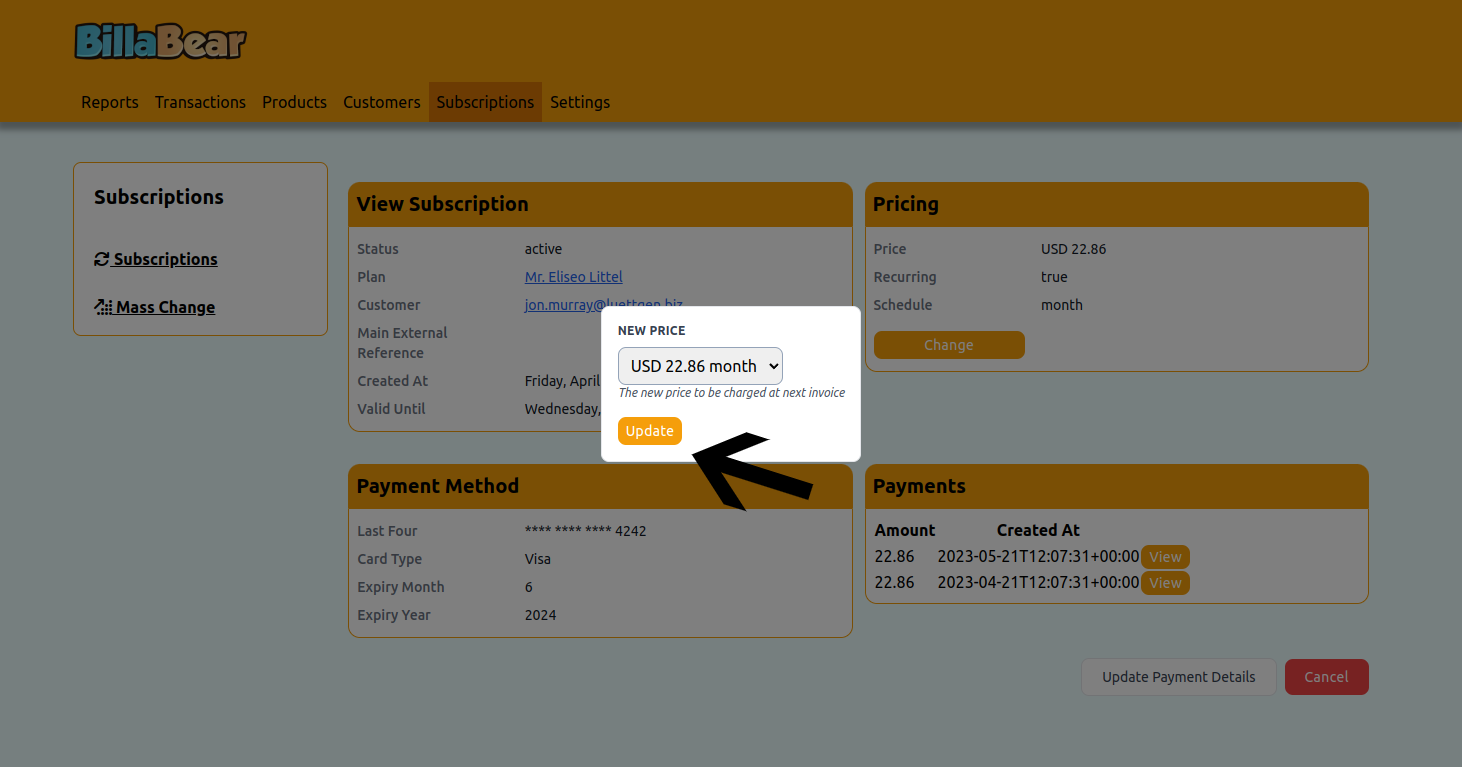 BillaBear
Reports Transactions Products Customers Subscriptions Settings
Subscriptions
Subscriptions
Mass Change
View Subscription
Status active
Plan Mr. Eliseo Littel
Customer jon.murray@luettgen.biz
Main External
Reference
Created At Friday, April
Valid Until Wednesday,
Pricing
Price USD 22.86
Recurring true
Schedule month
Change
NEW PRICE
USD 22.86 month
The new price to be charged at next invoice
Update
Payment Method
Last Four **** **** **** 4242
Card Type Visa
Expiry Month 6
Expiry Year 2024
Payments
Amount Created At
22.86 2023-05-21T12:07:31+00:00 View
22.86 2023-04-21T12:07:31+00:00 View
Update Payment Details Cancel